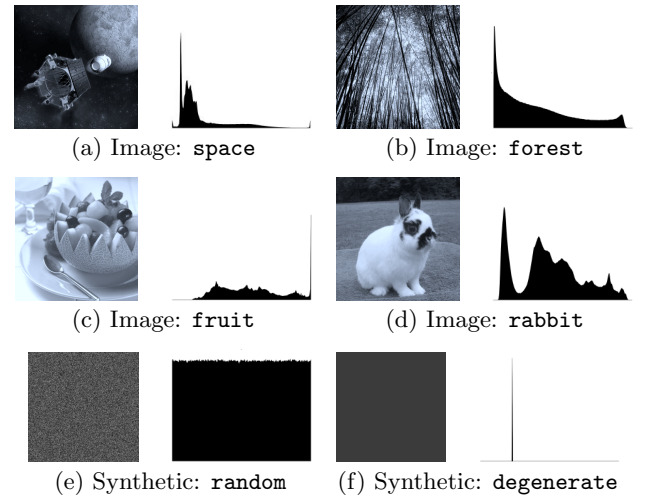 (a) Image: space
(b) Image: forest
(c) Image: fruit
(d) Image: rabbit
(e) Synthetic: random
(f) Synthetic: degenerate